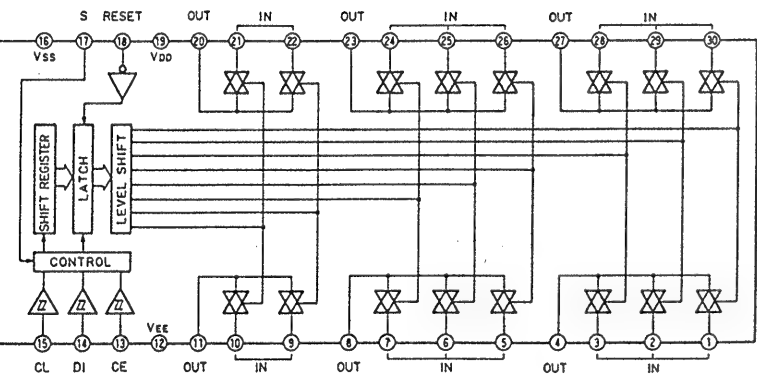 S RESET OUT IN OUT IN OUT IN
16 17 18 19 20 21 22 23 24 25 26 27 28 29 30
VSS VDD
SHIFT REGISTER
LATCH
LEVEL SHIFT
CONTROL
VEE
15 14 13 12 11 10 9 8 7 6 5 4 3 2 1
CL DI CE OUT IN OUT IN OUT IN